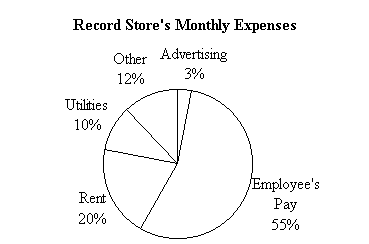 Record Store's Monthly Expenses
Advertising
3%
Other
12%
Utilities
10%
Rent
20%
Employee's
Pay
55%